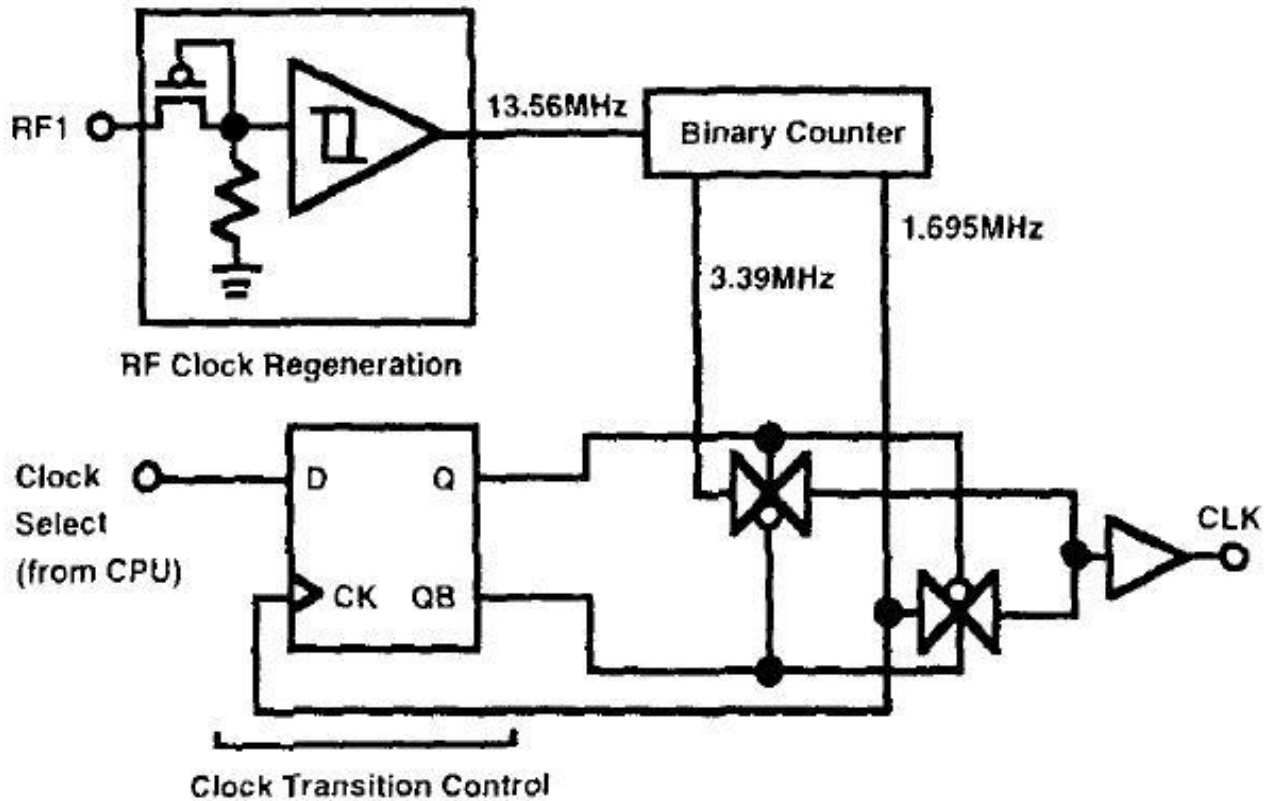 RF1
13.56MHz
Binary Counter
1.695MHz
3.39MHz
RF Clock Regeneration
Clock
Select
(from CPU)
D
Q
CK
QB
CLK
Clock Transition Control